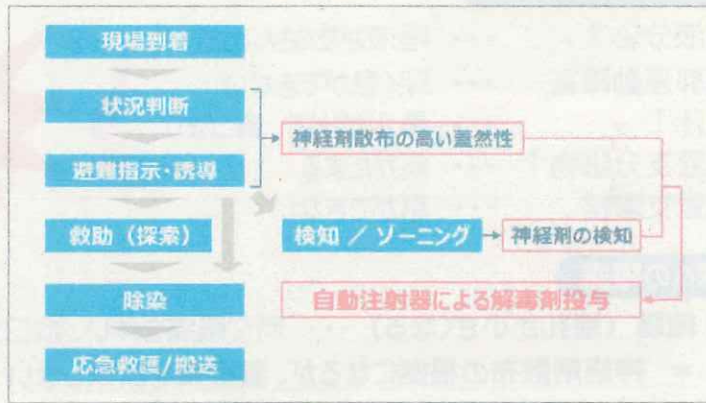 現場到着
状況判断
神経剤散布の高い蓋然性
避難指示・誘導
救助（探索）
検知 ／ ゾーニング
神経剤の検知
除染
自動注射器による解毒剤投与
応急救護/搬送